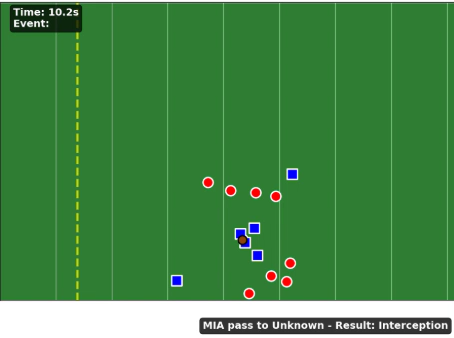 Time: 10.2s
Event:
MIA pass to Unknown - Result: Interception